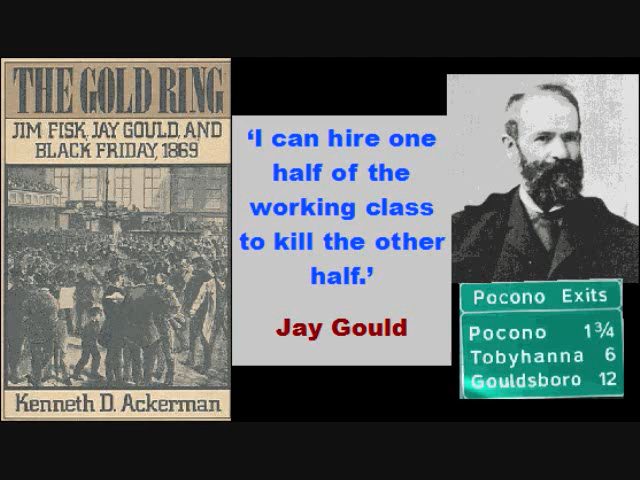 THE GOLD RING
JIM FISK, JAY GOULD, AND
BLACK FRIDAY, 1869
Kenneth D. Ackerman
‘I can hire one
half of the
working class
to kill the other
half.’
Jay Gould
Pocono Exits
Pocono 1¾
Tobyhanna 6
Gouldsboro 12